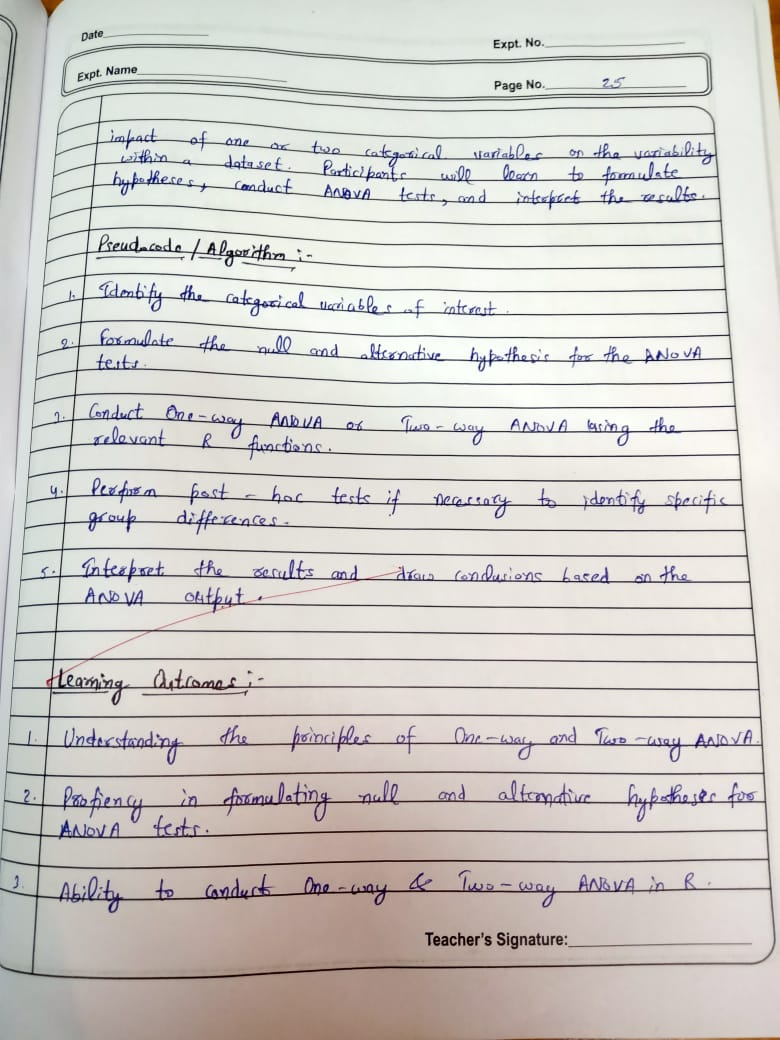 Date
Expt. No.
Expt. Name
Page No. 25
impact of one or two categorical variables on the variability
within a dataset. Participants will learn to formulate
hypotheses, conduct ANOVA tests, and interpret the results.
Pseudocode / Algorithm :-
1. Identify the categorical variables of interest.
2. Formulate the null and alternative hypothesis for the ANOVA
tests.
3. Conduct One-way ANOVA or Two-way ANOVA using the
relevant R functions.
4. Perform post-hoc tests if necessary to identify specific
group differences.
5. Interpret the results and draw conclusions based on the
ANOVA output.
Learning Outcomes :-
1. Understanding the principles of One-way and Two-way ANOVA.
2. Profiency in formulating null and alternative hypotheses for
ANOVA tests.
3. Ability to conduct One-way & Two-way ANOVA in R.
Teacher's Signature: